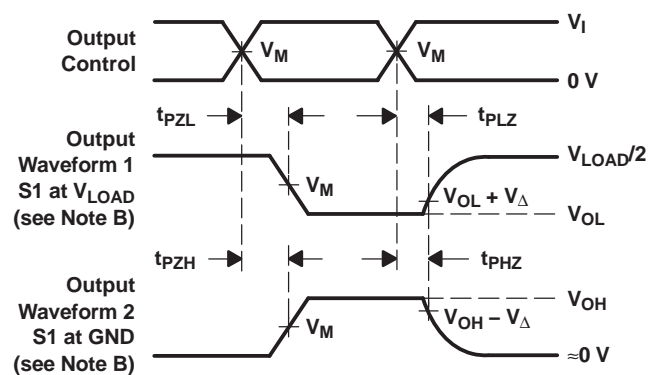 Output
Control
V_M
V_M
V_I
0 V
t_PZL
t_PLZ
Output
Waveform 1
S1 at V_LOAD
(see Note B)
V_M
V_LOAD/2
V_OL + V_Δ
V_OL
t_PZH
t_PHZ
Output
Waveform 2
S1 at GND
(see Note B)
V_M
V_OH
V_OH − V_Δ
≈0 V